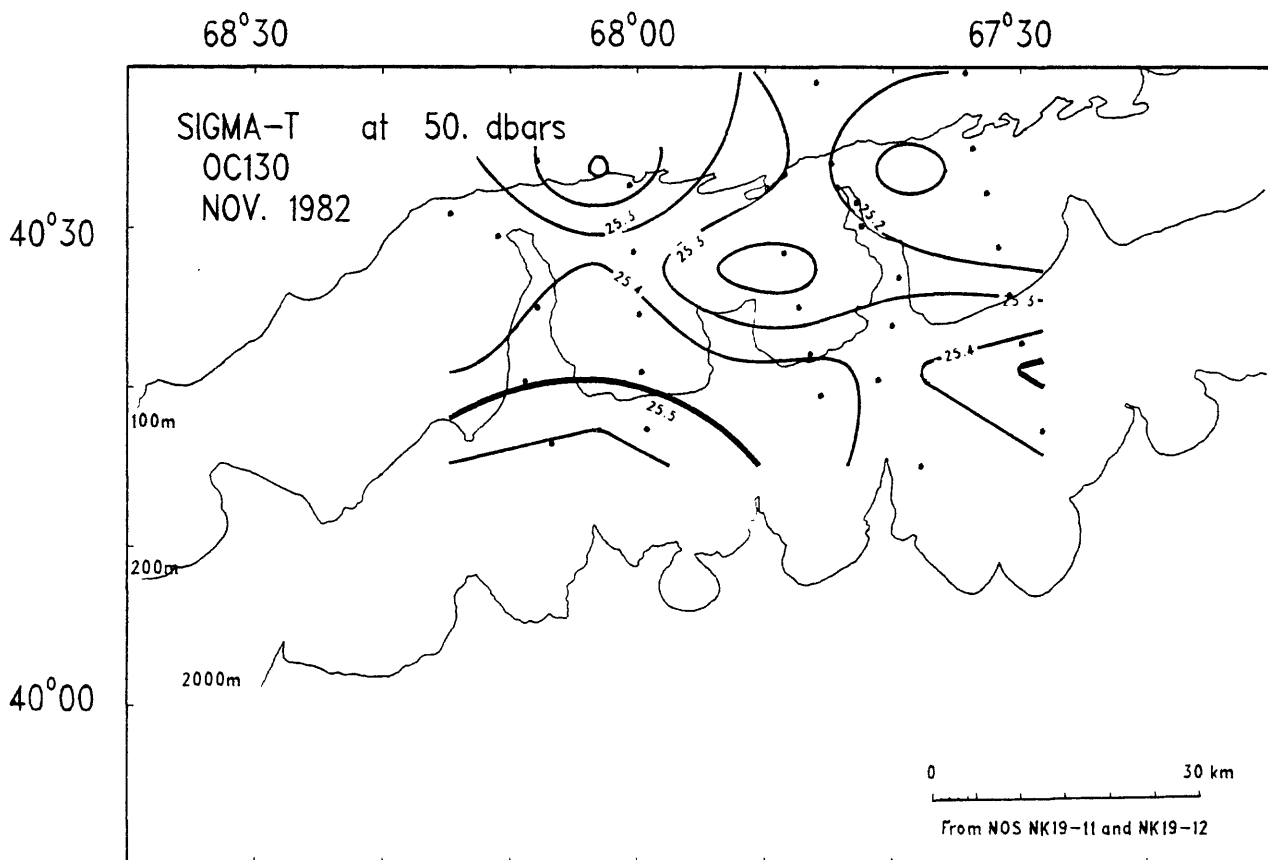 68°30 68°00 67°30
SIGMA-T at 50. dbars
OC130
NOV. 1982
40°30
25.3
25.3
25.2
25.4
25.3
25.4
25.5
100m
200m
2000m
40°00
0 30 km
From NOS NK19-11 and NK19-12